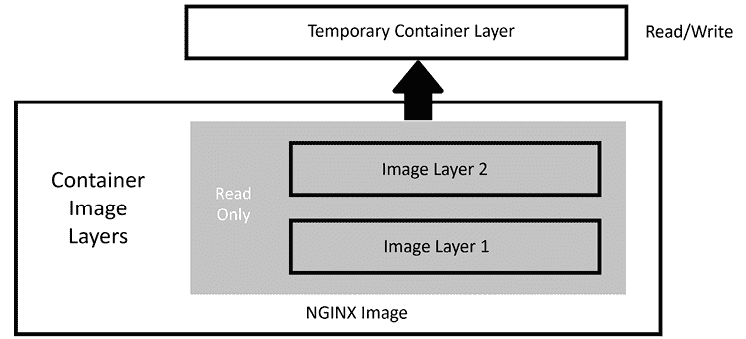 Temporary Container Layer
Read/Write
Container
Image
Layers
Read
Only
Image Layer 2
Image Layer 1
NGINX Image